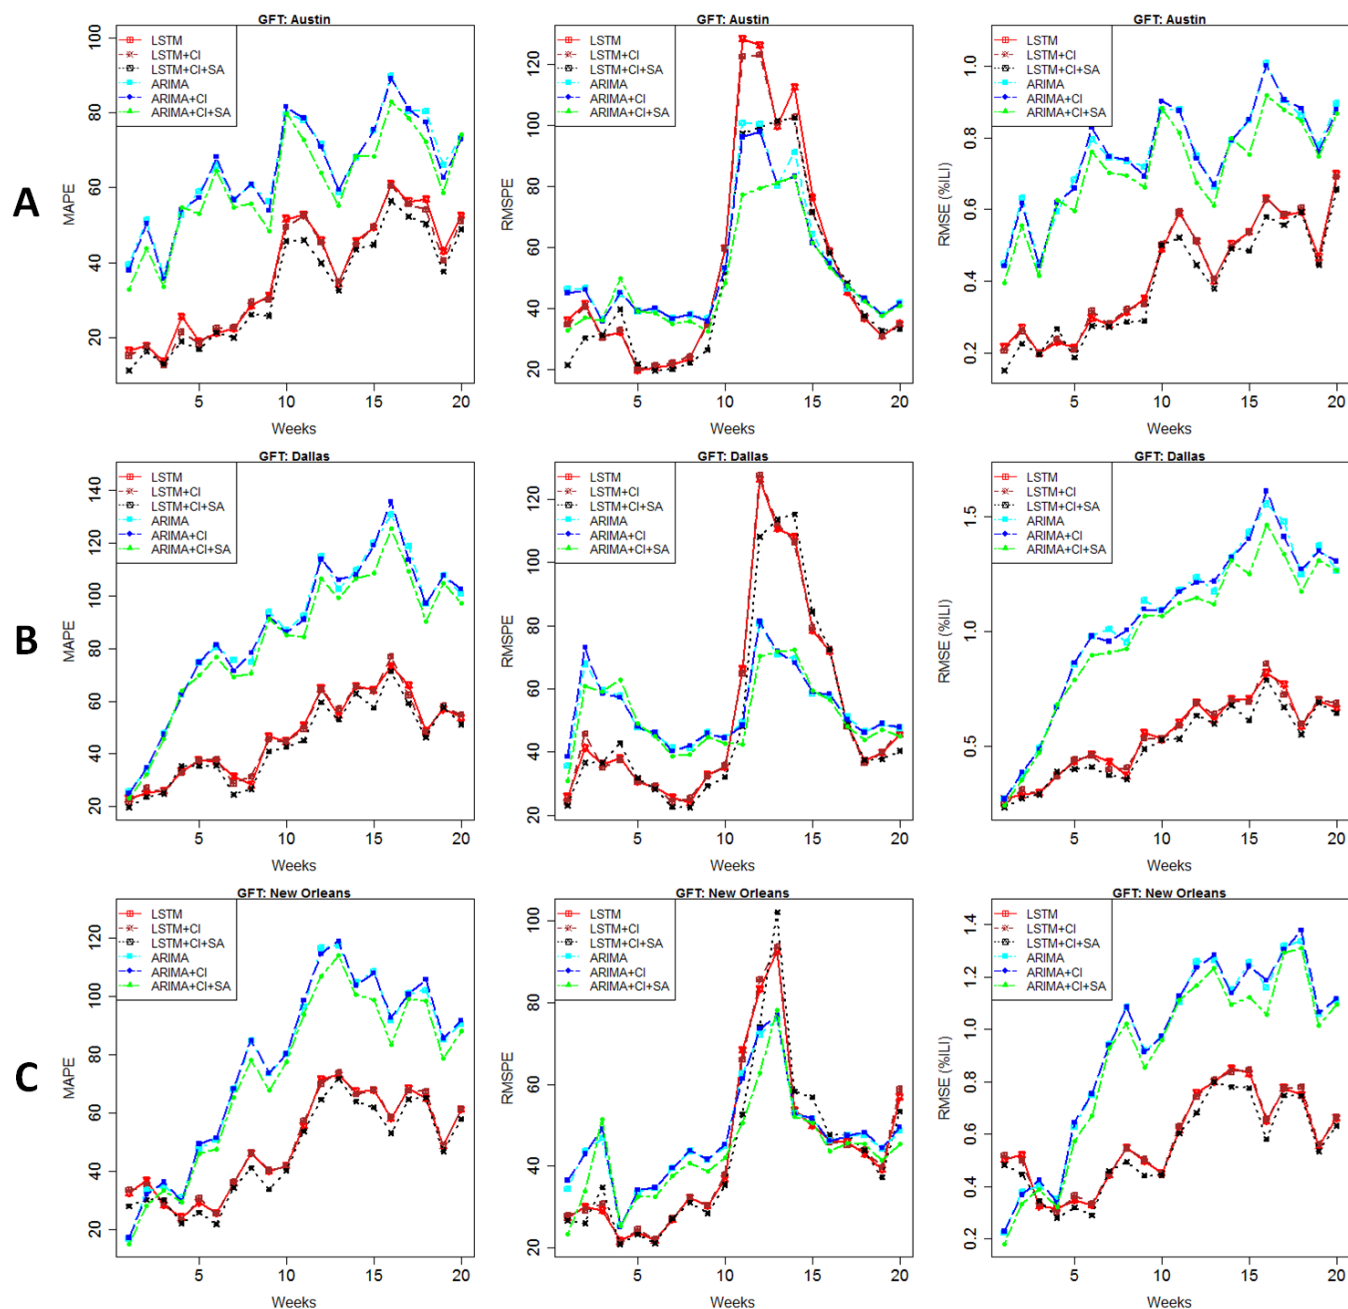 A
GFT: Austin
LSTM
LSTM+CI
LSTM+CI+SA
ARIMA
ARIMA+CI
ARIMA+CI+SA
MAPE
20 40 60 80 100
5 10 15 20
Weeks
GFT: Austin
LSTM
LSTM+CI
LSTM+CI+SA
ARIMA
ARIMA+CI
ARIMA+CI+SA
RMSPE
20 40 60 80 100 120
5 10 15 20
Weeks
GFT: Austin
LSTM
LSTM+CI
LSTM+CI+SA
ARIMA
ARIMA+CI
ARIMA+CI+SA
RMSE (%ILI)
0.2 0.4 0.6 0.8 1.0
5 10 15 20
Weeks
B
GFT: Dallas
LSTM
LSTM+CI
LSTM+CI+SA
ARIMA
ARIMA+CI
ARIMA+CI+SA
MAPE
20 40 60 80 100 120 140
5 10 15 20
Weeks
GFT: Dallas
LSTM
LSTM+CI
LSTM+CI+SA
ARIMA
ARIMA+CI
ARIMA+CI+SA
RMSPE
20 40 60 80 100 120
5 10 15 20
Weeks
GFT: Dallas
LSTM
LSTM+CI
LSTM+CI+SA
ARIMA
ARIMA+CI
ARIMA+CI+SA
RMSE (%ILI)
0.5 1.0 1.5
5 10 15 20
Weeks
C
GFT: New Orleans
LSTM
LSTM+CI
LSTM+CI+SA
ARIMA
ARIMA+CI
ARIMA+CI+SA
MAPE
20 40 60 80 100 120
5 10 15 20
Weeks
GFT: New Orleans
LSTM
LSTM+CI
LSTM+CI+SA
ARIMA
ARIMA+CI
ARIMA+CI+SA
RMSPE
20 40 60 80 100
5 10 15 20
Weeks
GFT: New Orleans
LSTM
LSTM+CI
LSTM+CI+SA
ARIMA
ARIMA+CI
ARIMA+CI+SA
RMSE (%ILI)
0.2 0.4 0.6 0.8 1.0 1.2 1.4
5 10 15 20
Weeks